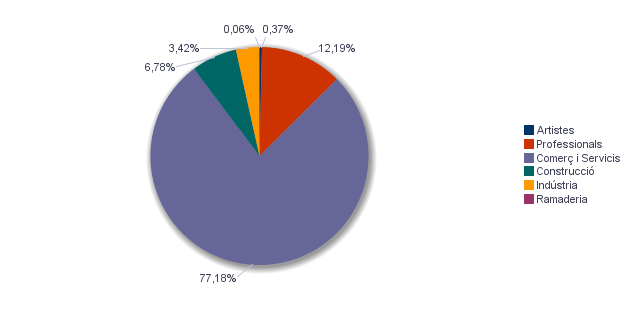 0,06%
0,37%
3,42%
12,19%
6,78%
77,18%
Artistes
Professionals
Comerç i Servicis
Construcció
Indústria
Ramaderia